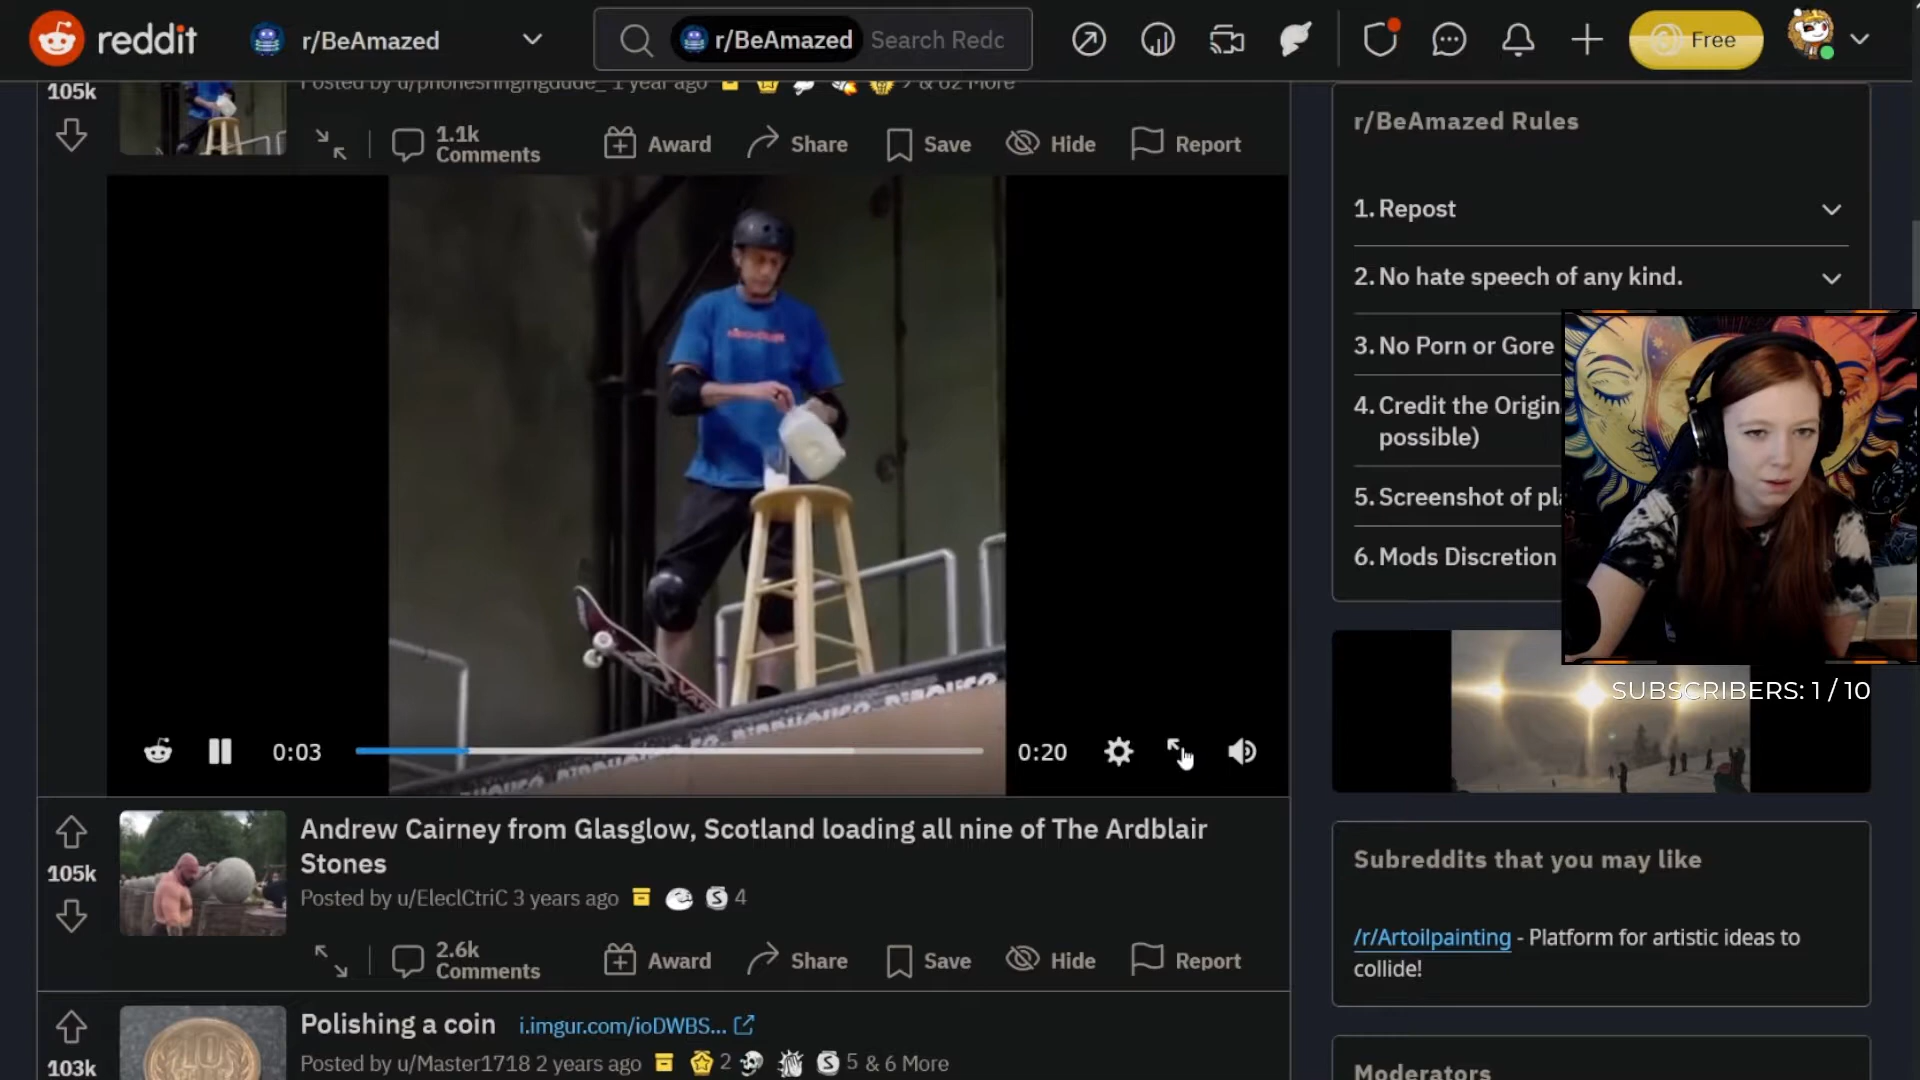 reddit
r/BeAmazed
r/BeAmazed
Free
105k
1.1k
Comments
Award
Share
Save
Hide
Report
0:03
0:20
105k
Andrew Cairney from Glasglow, Scotland loading all nine of The Ardblair
Stones
Posted by u/EleclCtriC 3 years ago
4
2.6k
Comments
Award
Share
Save
Hide
Report
103k
Polishing a coin
i.imgur.com/ioDWBS...
Posted by u/Master1718 2 years ago
2
5 & 6 More
r/BeAmazed Rules
1. Repost
2. No hate speech of any kind.
3. No Porn or Gore
4. Credit the Origin
possible)
5. Screenshot of pl
6. Mods Discretion
SUBSCRIBERS: 1 / 10
Subreddits that you may like
/r/Artoilpainting - Platform for artistic ideas to
collide!
Moderators